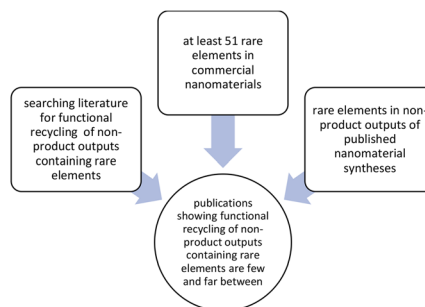 at least 51 rare
elements in
commercial
nanomaterials
searching literature
for functional
recycling of non-
product outputs
containing rare
elements
rare elements in non-
product outputs of
published
nanomaterial
syntheses
publications
showing functional
recycling of non-
product outputs
containing rare
elements are few
and far between